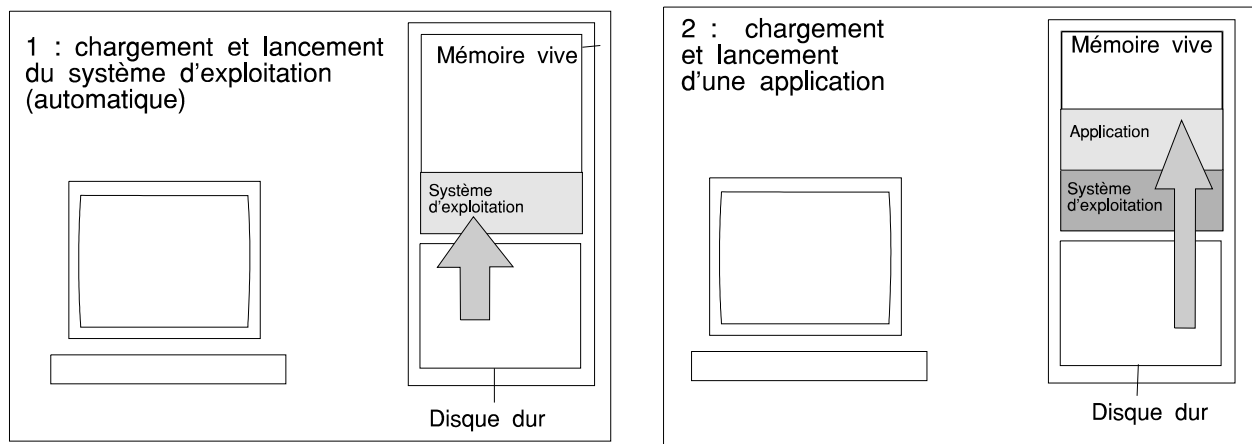 1 : chargement et lancement
du système d'exploitation
(automatique)
Mémoire vive
Système
d'exploitation
Disque dur
2 : chargement
et lancement
d'une application
Mémoire vive
Application
Système
d'exploitation
Disque dur